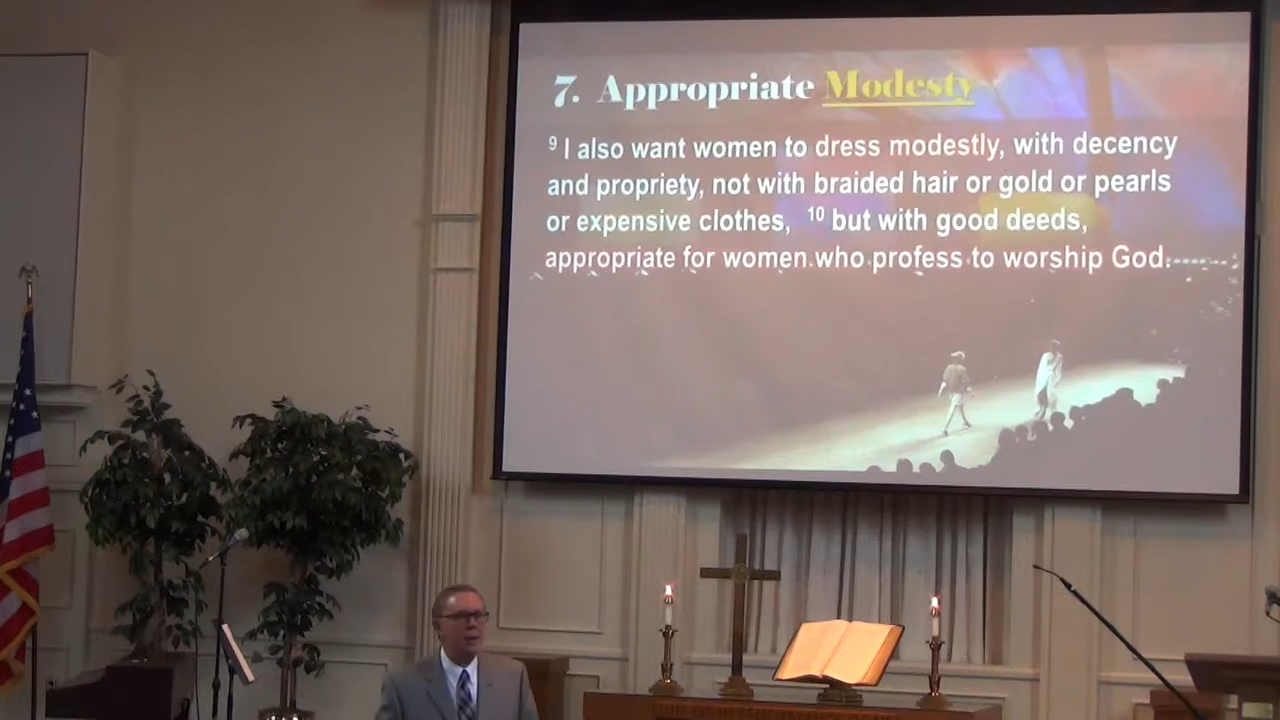 7. Appropriate Modesty
9 I also want women to dress modestly, with decency
and propriety, not with braided hair or gold or pearls
or expensive clothes, 10 but with good deeds,
appropriate for women who profess to worship God.